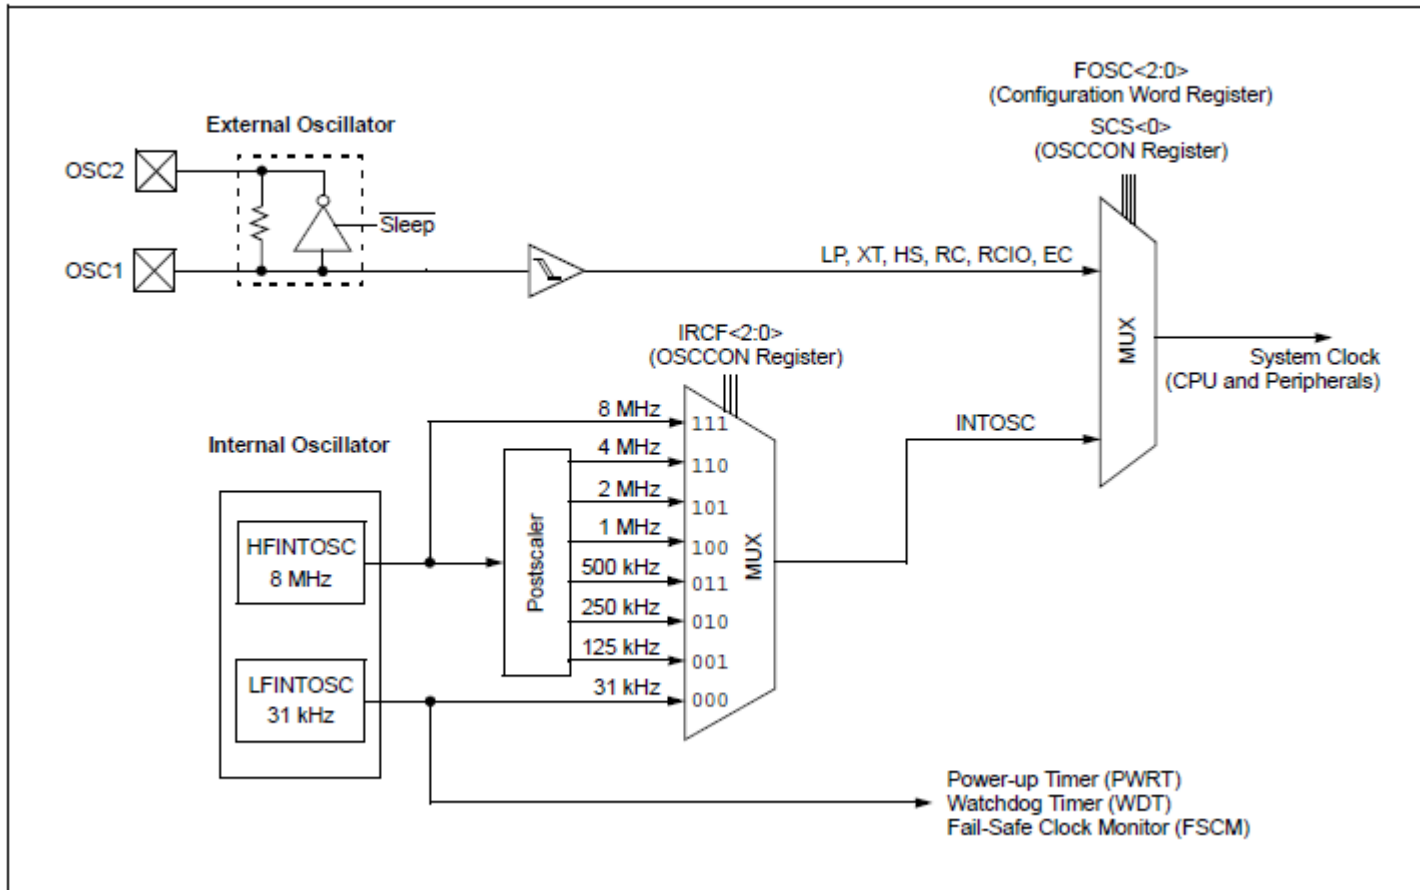 FOSC<2:0>
(Configuration Word Register)
SCS<0>
(OSCCON Register)
External Oscillator
OSC2
Sleep
OSC1
LP, XT, HS, RC, RCIO, EC
MUX
System Clock
(CPU and Peripherals)
IRCF<2:0>
(OSCCON Register)
Internal Oscillator
HFINTOSC
8 MHz
LFINTOSC
31 kHz
Postscaler
8 MHz
4 MHz
2 MHz
1 MHz
500 kHz
250 kHz
125 kHz
31 kHz
111
110
101
100
011
010
001
000
MUX
INTOSC
Power-up Timer (PWRT)
Watchdog Timer (WDT)
Fail-Safe Clock Monitor (FSCM)